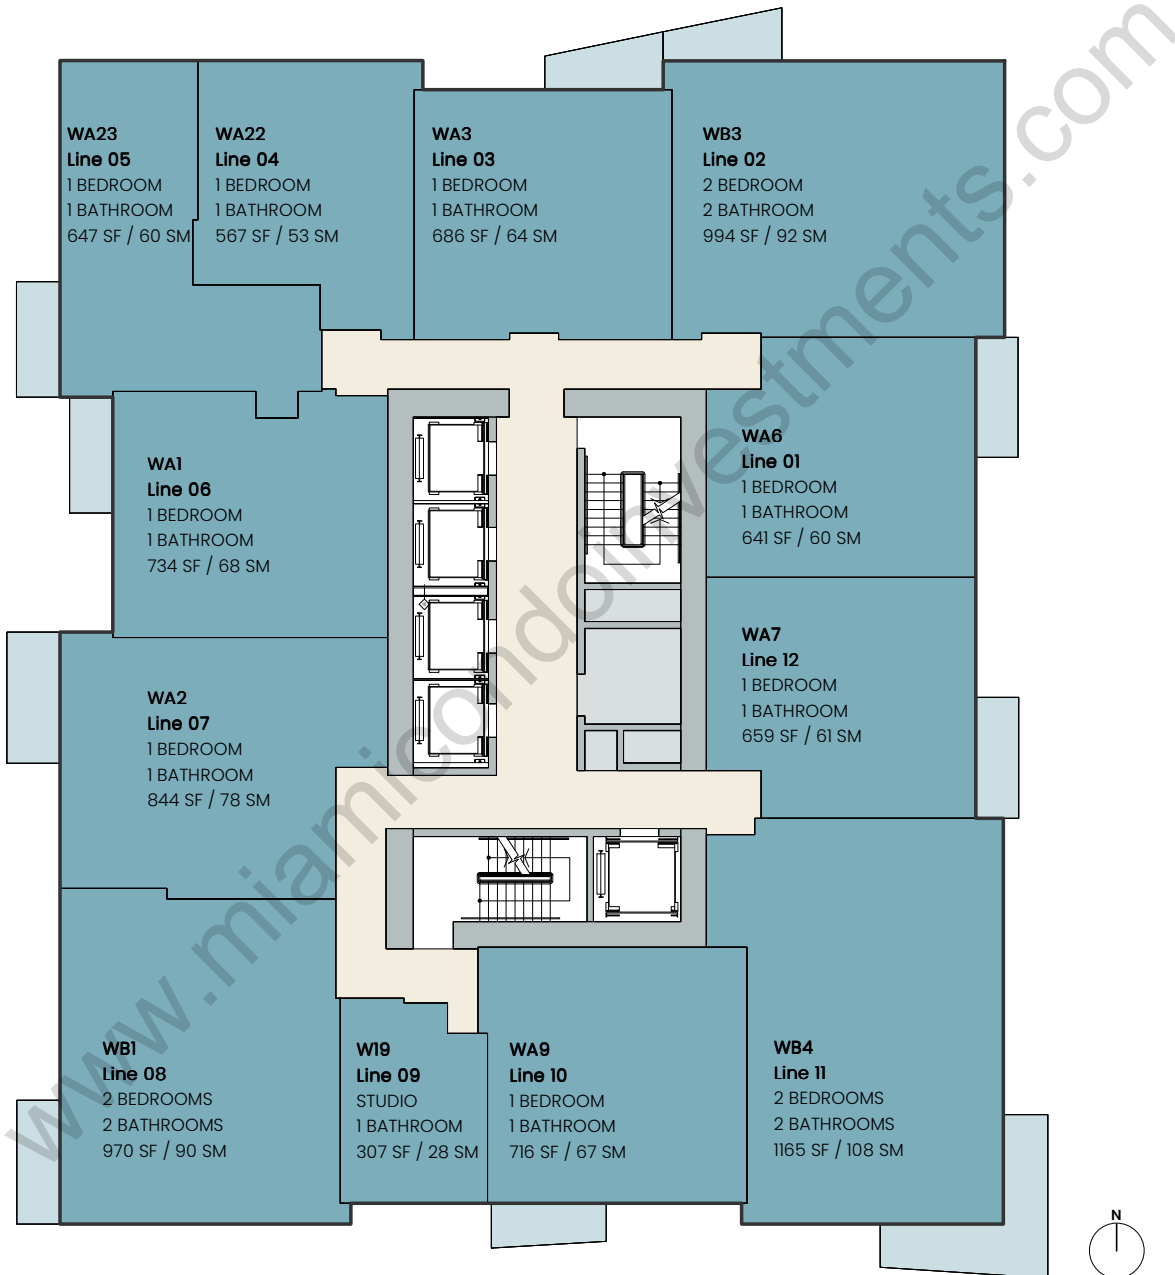 WA23
Line 05
1 BEDROOM
1 BATHROOM
647 SF / 60 SM
WA22
Line 04
1 BEDROOM
1 BATHROOM
567 SF / 53 SM
WA3
Line 03
1 BEDROOM
1 BATHROOM
686 SF / 64 SM
WB3
Line 02
2 BEDROOM
2 BATHROOM
994 SF / 92 SM
WA1
Line 06
1 BEDROOM
1 BATHROOM
734 SF / 68 SM
WA6
Line 01
1 BEDROOM
1 BATHROOM
641 SF / 60 SM
WA2
Line 07
1 BEDROOM
1 BATHROOM
844 SF / 78 SM
WA7
Line 12
1 BEDROOM
1 BATHROOM
659 SF / 61 SM
WB1
Line 08
2 BEDROOMS
2 BATHROOMS
970 SF / 90 SM
W19
Line 09
STUDIO
1 BATHROOM
307 SF / 28 SM
WA9
Line 10
1 BEDROOM
1 BATHROOM
716 SF / 67 SM
WB4
Line 11
2 BEDROOMS
2 BATHROOMS
1165 SF / 108 SM
N
www.miamicondoinvestments.com